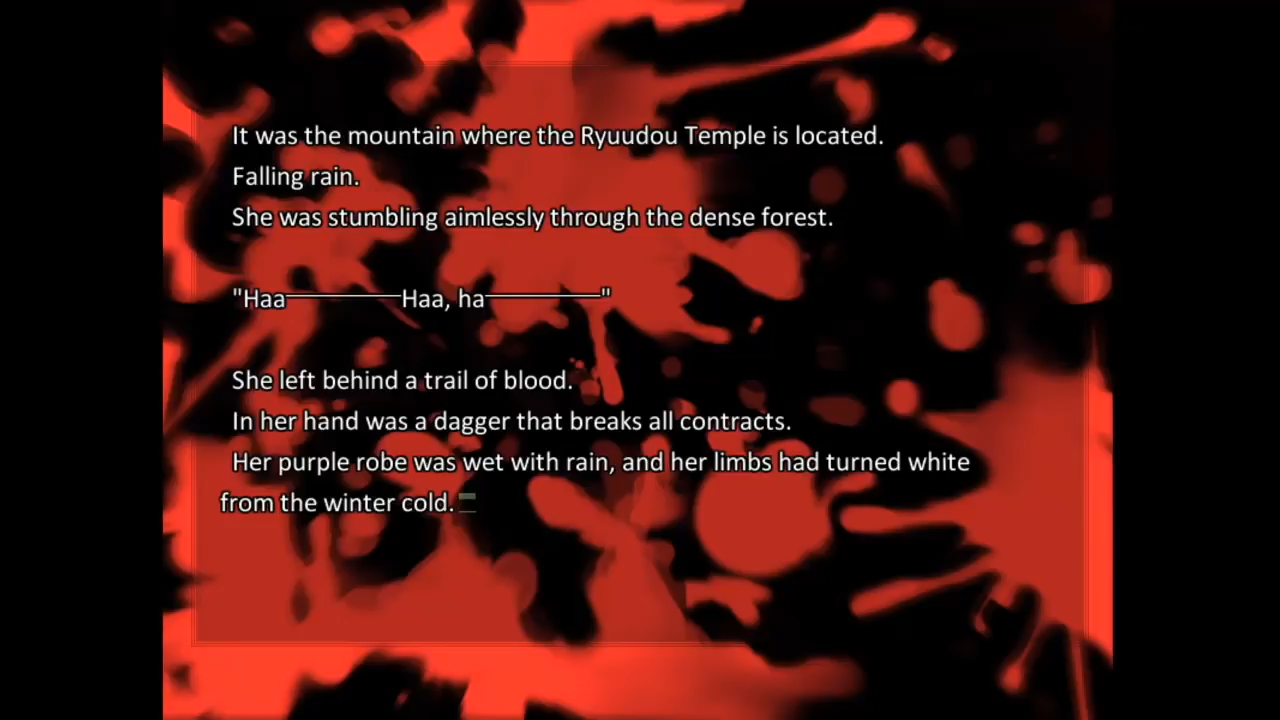 It was the mountain where the Ryuudou Temple is located.
Falling rain.
She was stumbling aimlessly through the dense forest.
"Haa――――Haa, ha――――"
She left behind a trail of blood.
In her hand was a dagger that breaks all contracts.
Her purple robe was wet with rain, and her limbs had turned white
from the winter cold.